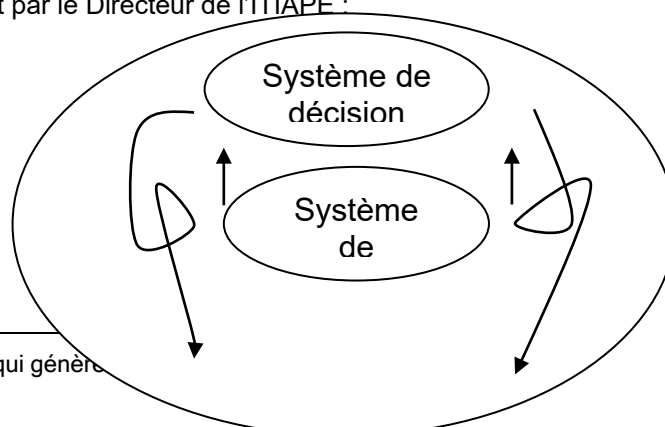 t par le Directeur de l'ITIAPE :
Système de
décision
Système
de
qui génère